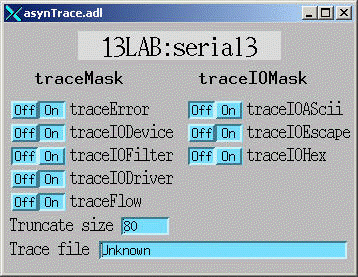 asynTrace.adl
13LAB:serial3
traceMask traceIOMask
Off On traceError Off On traceIOAScii
Off On traceIODevice Off On traceIOEscape
Off On traceIOFilter Off On traceIOHex
Off On traceIODriver
Off On traceFlow
Truncate size 80
Trace file Unknown